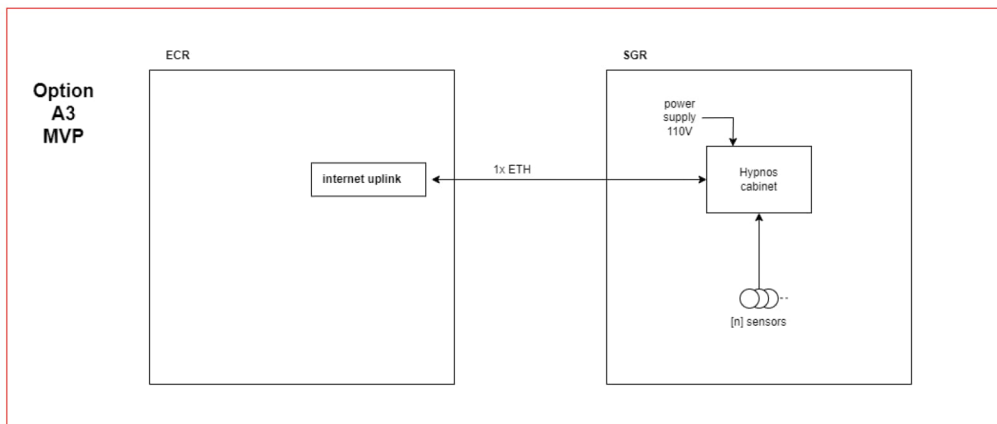 Option
A3
MVP
ECR
internet uplink
1x ETH
SGR
power
supply
110V
Hypnos
cabinet
[n] sensors